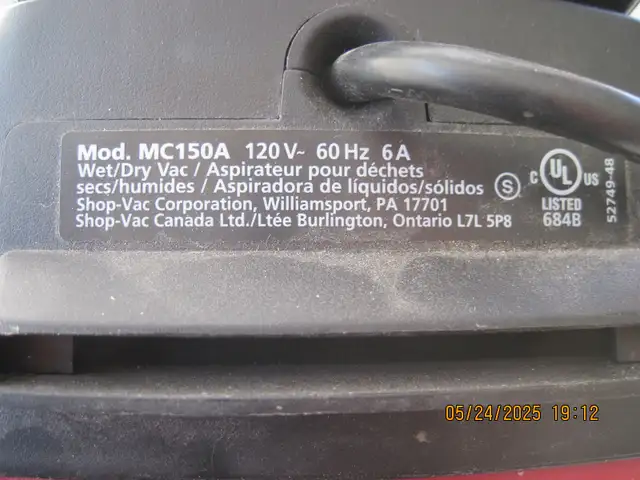 Mod. MC150A 120 V~ 60 Hz 6 A
Wet/Dry Vac / Aspirateur pour déchets
secs/humides / Aspiradora de líquidos/sólidos
Shop-Vac Corporation, Williamsport, PA 17701
Shop-Vac Canada Ltd./Ltée Burlington, Ontario L7L 5P8
S
C UL US
LISTED
684B
52749-48
05/24/2025 19:12